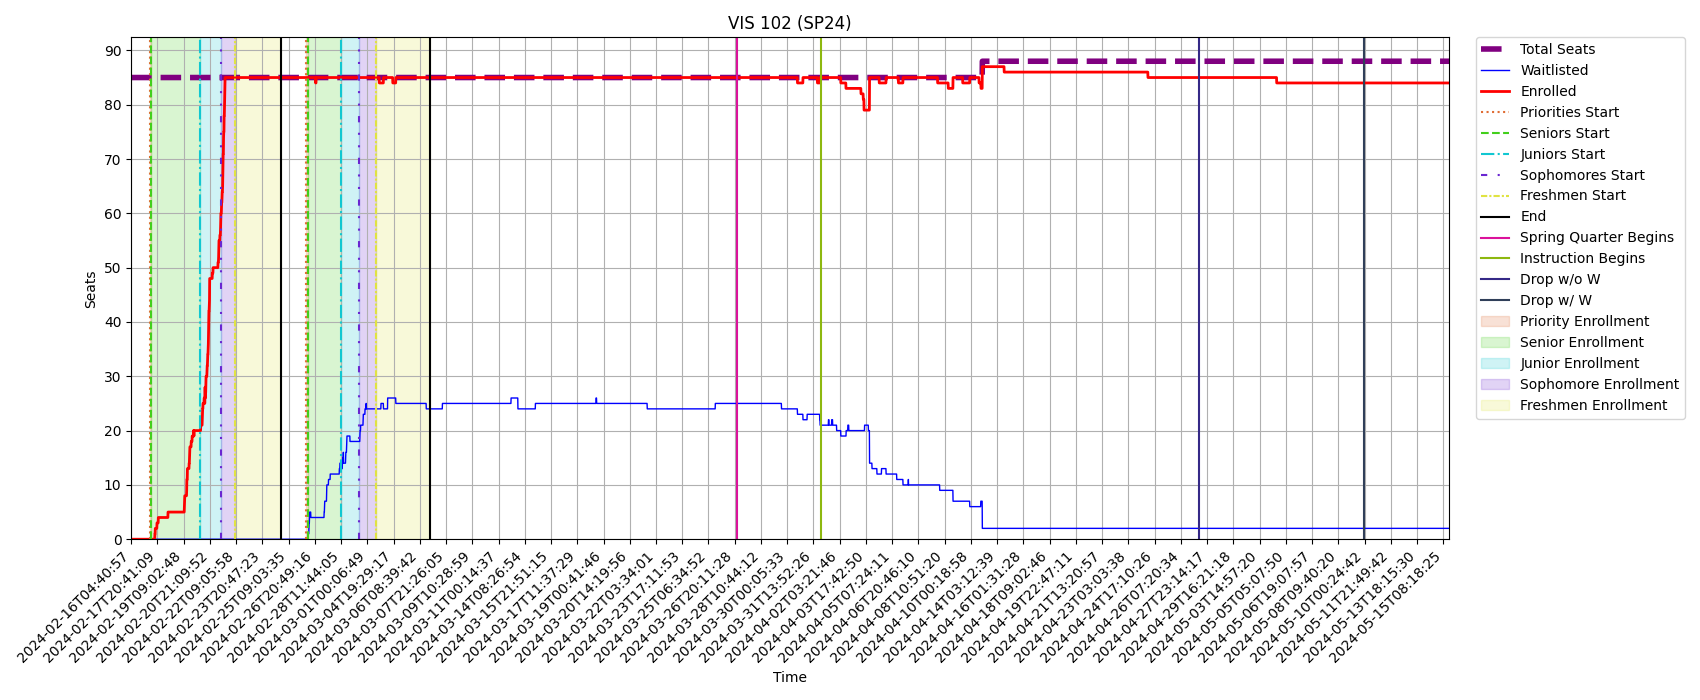 VIS 102 (SP24)
Seats
90
80
70
60
50
40
30
20
10
0
2024-02-16T04:40:57
2024-02-17T20:41:09
2024-02-19T09:02:48
2024-02-20T21:09:52
2024-02-22T09:05:58
2024-02-23T20:47:23
2024-02-25T09:03:35
2024-02-26T20:49:16
2024-02-28T11:44:05
2024-03-01T00:06:49
2024-03-04T19:29:17
2024-03-06T08:39:42
2024-03-07T21:26:05
2024-03-09T10:28:59
2024-03-11T00:14:37
2024-03-14T08:26:54
2024-03-15T21:51:15
2024-03-17T11:37:29
2024-03-19T00:41:46
2024-03-20T14:19:56
2024-03-22T03:34:01
2024-03-23T17:11:53
2024-03-25T06:34:52
2024-03-26T20:11:28
2024-03-28T10:44:12
2024-03-30T00:05:33
2024-03-31T13:52:26
2024-04-02T03:21:46
2024-04-03T17:42:50
2024-04-05T07:24:11
2024-04-06T20:46:10
2024-04-08T10:51:20
2024-04-10T00:18:58
2024-04-14T03:12:39
2024-04-16T01:31:28
2024-04-18T09:02:46
2024-04-19T22:47:11
2024-04-21T13:20:57
2024-04-23T03:03:38
2024-04-24T17:10:26
2024-04-26T07:20:34
2024-04-27T23:14:17
2024-04-29T16:21:18
2024-05-03T14:57:20
2024-05-05T05:07:50
2024-05-06T19:07:57
2024-05-08T09:40:20
2024-05-10T00:24:42
2024-05-11T21:49:42
2024-05-13T18:15:30
2024-05-15T08:18:25
Time
Total Seats
Waitlisted
Enrolled
Priorities Start
Seniors Start
Juniors Start
Sophomores Start
Freshmen Start
End
Spring Quarter Begins
Instruction Begins
Drop w/o W
Drop w/ W
Priority Enrollment
Senior Enrollment
Junior Enrollment
Sophomore Enrollment
Freshmen Enrollment